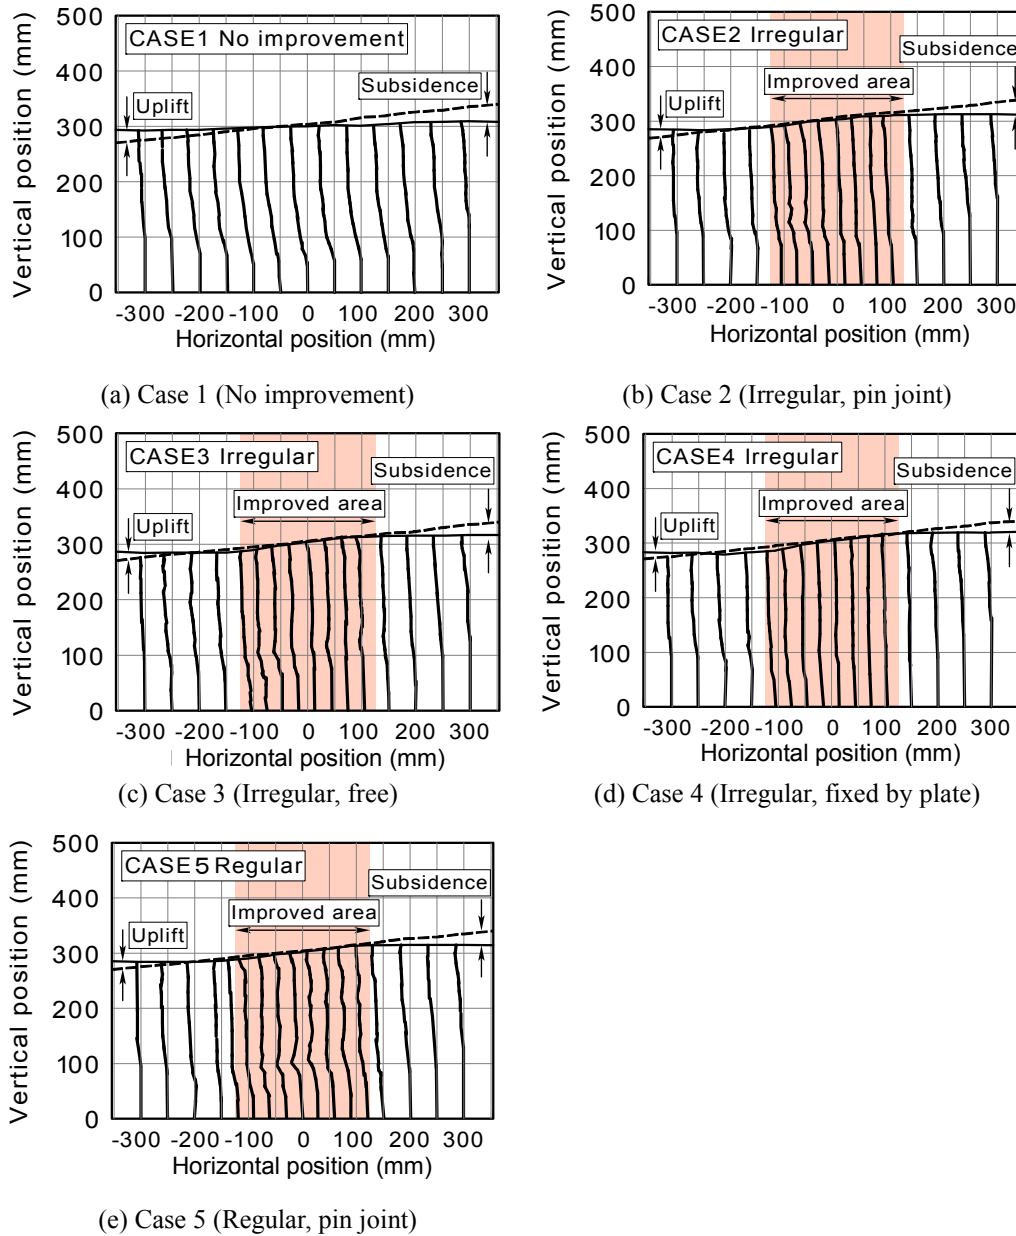 CASE1 No improvement
Subsidence
Uplift
Vertical position (mm)
500
400
300
200
100
0
-300 -200 -100 0 100 200 300
Horizontal position (mm)
(a) Case 1 (No improvement)
CASE2 Irregular
Subsidence
Improved area
Uplift
Vertical position (mm)
500
400
300
200
100
0
-300 -200 -100 0 100 200 300
Horizontal position (mm)
(b) Case 2 (Irregular, pin joint)
CASE3 Irregular
Subsidence
Improved area
Uplift
Vertical position (mm)
500
400
300
200
100
0
-300 -200 -100 0 100 200 300
Horizontal position (mm)
(c) Case 3 (Irregular, free)
CASE4 Irregular
Subsidence
Improved area
Uplift
Vertical position (mm)
500
400
300
200
100
0
-300 -200 -100 0 100 200 300
Horizontal position (mm)
(d) Case 4 (Irregular, fixed by plate)
CASE5 Regular
Subsidence
Improved area
Uplift
Vertical position (mm)
500
400
300
200
100
0
-300 -200 -100 0 100 200 300
Horizontal position (mm)
(e) Case 5 (Regular, pin joint)